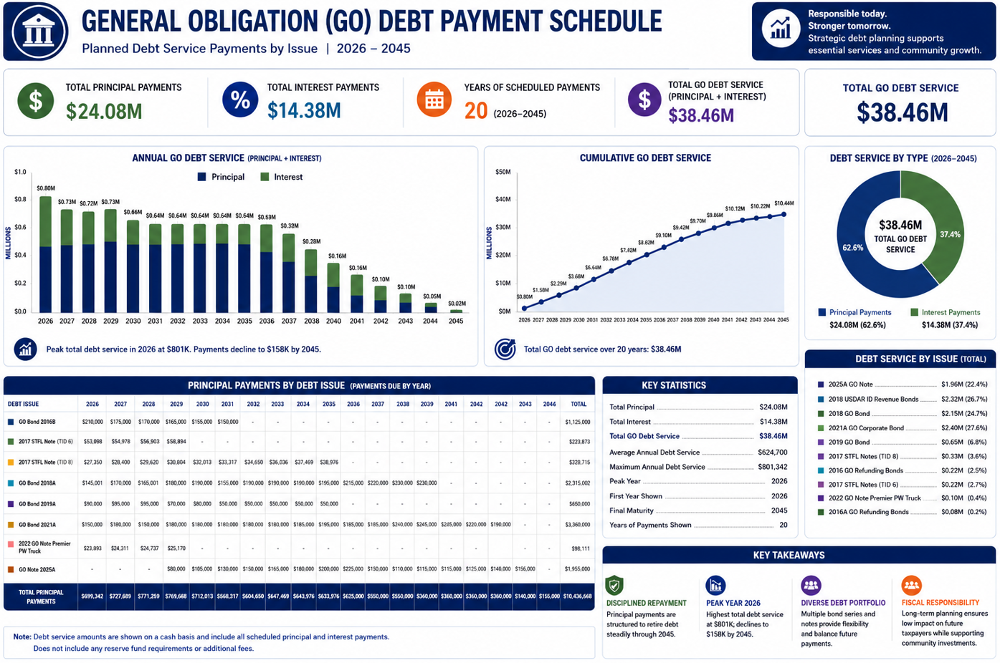 GENERAL OBLIGATION (GO) DEBT PAYMENT SCHEDULE
Planned Debt Service Payments by Issue | 2026 – 2045
Responsible today.
Stronger tomorrow.
Strategic debt planning supports
essential services and community growth.
$
TOTAL PRINCIPAL PAYMENTS
$24.08M
%
TOTAL INTEREST PAYMENTS
$14.38M
YEARS OF SCHEDULED PAYMENTS
20 (2026–2045)
$
TOTAL GO DEBT SERVICE
(PRINCIPAL + INTEREST)
$38.46M
TOTAL GO DEBT SERVICE
$38.46M
ANNUAL GO DEBT SERVICE (PRINCIPAL + INTEREST)
Principal Interest
MILLIONS
$1.0
$0.8
$0.6
$0.4
$0.2
$0.0
$0.80M $0.73M $0.72M $0.73M $0.66M $0.64M $0.64M $0.64M $0.64M $0.64M $0.69M $0.32M $0.28M $0.16M $0.16M $0.10M $0.10M $0.05M $0.02M
2026 2027 2028 2029 2030 2031 2032 2033 2034 2035 2036 2037 2038 2040 2041 2042 2043 2044 2045
Peak total debt service in 2026 at $801K. Payments decline to $158K by 2045.
CUMULATIVE GO DEBT SERVICE
MILLIONS
$50M
$40M
$30M
$20M
$10M
$0M
$0.80M $1.58M $2.29M $3.68M $6.64M $6.78M $7.42M $8.62M $9.10M $9.42M $9.70M $9.86M $10.12M $10.22M $10.44M
2026 2027 2028 2029 2030 2031 2032 2033 2034 2055 2036 2037 2038 2039 2040 2041 2042 2043 2044 2045
Total GO debt service over 20 years: $38.46M
DEBT SERVICE BY TYPE (2026–2045)
62.6%
37.4%
$38.46M
TOTAL GO DEBT
SERVICE
Principal Payments
$24.08M (62.6%)
Interest Payments
$14.38M (37.4%)
PRINCIPAL PAYMENTS BY DEBT ISSUE (PAYMENTS DUE BY YEAR)
DEBT ISSUE 2026 2027 2028 2029 2030 2031 2032 2033 2034 2035 2036 2037 2038 2039 2041 2042 2042 2043 2046 TOTAL
GO Bond 2016B $210,000 $175,000 $170,000 $165,000 $155,000 $150,000 - - - - - - - - - - - - - $1,125,000
2017 STFL Note (TID 6) $53,098 $54,978 $56,903 $58,894 - - - - - - - - - - - - - - - $223,873
2017 STFL Note (TID 8) $27,350 $28,400 $29,620 $30,804 $32,013 $33,317 $34,650 $36,036 $37,469 $38,976 - - - - - - - - - $328,715
GO Bond 2018A $145,001 $170,000 $165,001 $180,000 $190,000 $155,000 $190,000 $190,000 $190,000 $195,000 $215,000 $220,000 $230,000 $230,000 - - - - - $2,315,002
GO Bond 2019A $90,000 $95,000 $95,000 $70,000 $80,000 $50,000 $50,000 $50,000 $50,000 $50,000 - - - - - - - - - $650,000
GO Bond 2021A $150,000 $180,000 $150,000 $180,000 $180,000 $180,000 $180,000 $180,000 $185,000 $195,000 $185,000 $185,000 $240,000 $245,000 $245,000 $220,000 $190,000 - - $3,360,000
2022 GO Note Premier
PW Truck
$23,893 $24,311 $24,737 $25,170 - - - - - - - - - - - - - - - $98,111
GO Note 2025A - - - $80,000 $105,000 $130,000 $150,000 $165,000 $180,000 $200,000 $225,000 $130,000 $110,000 $115,000 $115,000 $125,000 $140,000 $156,000 - $1,955,000
TOTAL PRINCIPAL
PAYMENTS
$699,342 $727,689 $771,259 $769,668 $712,013 $568,317 $604,650 $647,469 $643,976 $633,976 $625,000 $550,000 $550,000 $360,000 $360,000 $360,000 $360,000 $140,000 $155,000 $10,436,668
Note: Debt service amounts are shown on a cash basis and include all scheduled principal and interest payments.
Does not include any reserve fund requirements or additional fees.
KEY STATISTICS
Total Principal $24.08M
Total Interest $14.38M
Total GO Debt Service $38.46M
Average Annual Debt Service $624,700
Maximum Annual Debt Service $801,342
Peak Year 2026
First Year Shown 2026
Final Maturity 2045
Years of Payments Shown 20
DEBT SERVICE BY ISSUE (TOTAL)
2025A GO Note $1.96M (22.4%)
2018 USDAR ID Revenue Bonds $2.32M (26.7%)
2018 GO Bond $2.15M (24.7%)
2021A GO Corporate Bond $2.40M (27.6%)
2019 GO Bond $0.65M (6.8%)
2017 STFL Notes (TID 8) $0.33M (3.6%)
2016 GO Refunding Bonds $0.22M (2.5%)
2017 STFL Notes (TID 6) $0.22M (2.7%)
2022 GO Note Premier PW Truck $0.10M (0.4%)
2016A GO Refunding Bonds $0.08M (0.2%)
KEY TAKEAWAYS
DISCIPLINED REPAYMENT
Principal payments are
structured to retire debt
steadily through 2045.
PEAK YEAR 2026
Highest total debt service
at $801K; declines to
$158K by 2045.
DIVERSE DEBT PORTFOLIO
Multiple bond series and
notes provide flexibility
and balance future
payments.
FISCAL RESPONSIBILITY
Long-term planning ensures
low impact on future
taxpayers while supporting
community investments.